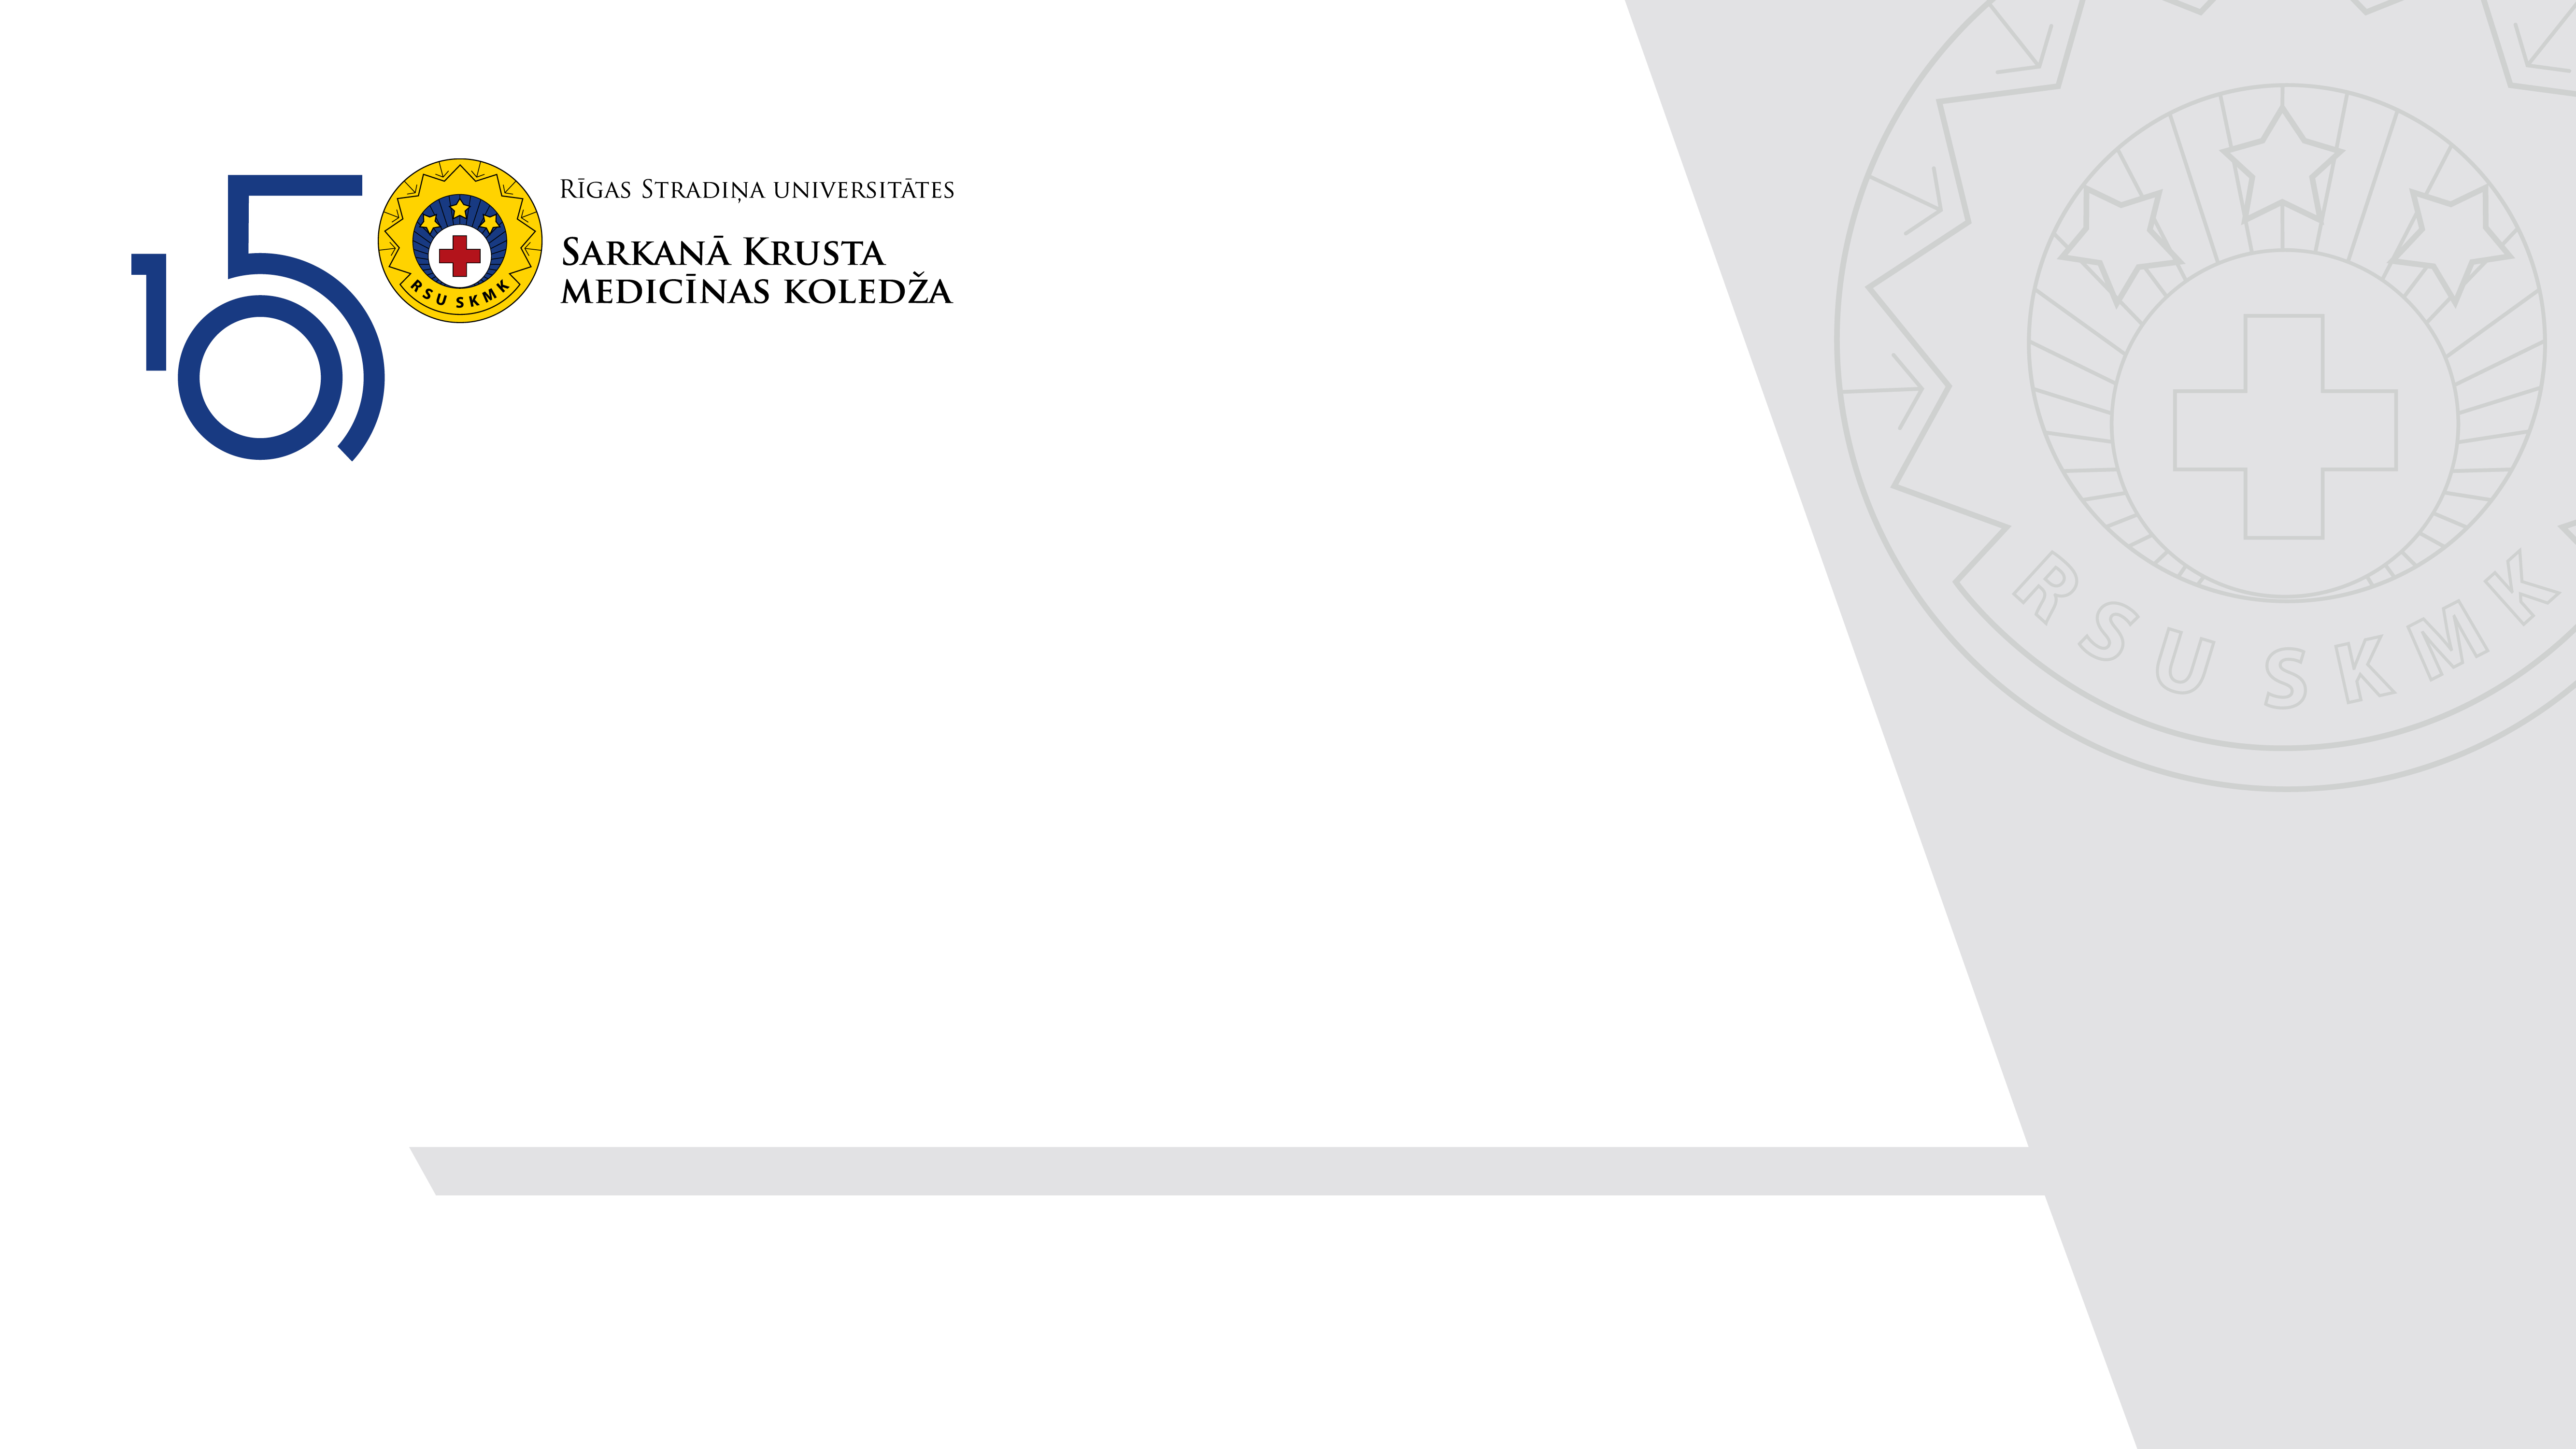 150
RSU SKMK
Rīgas Stradiņa universitātes
Sarkanā Krusta
medicīnas koledža
RSU SKMK